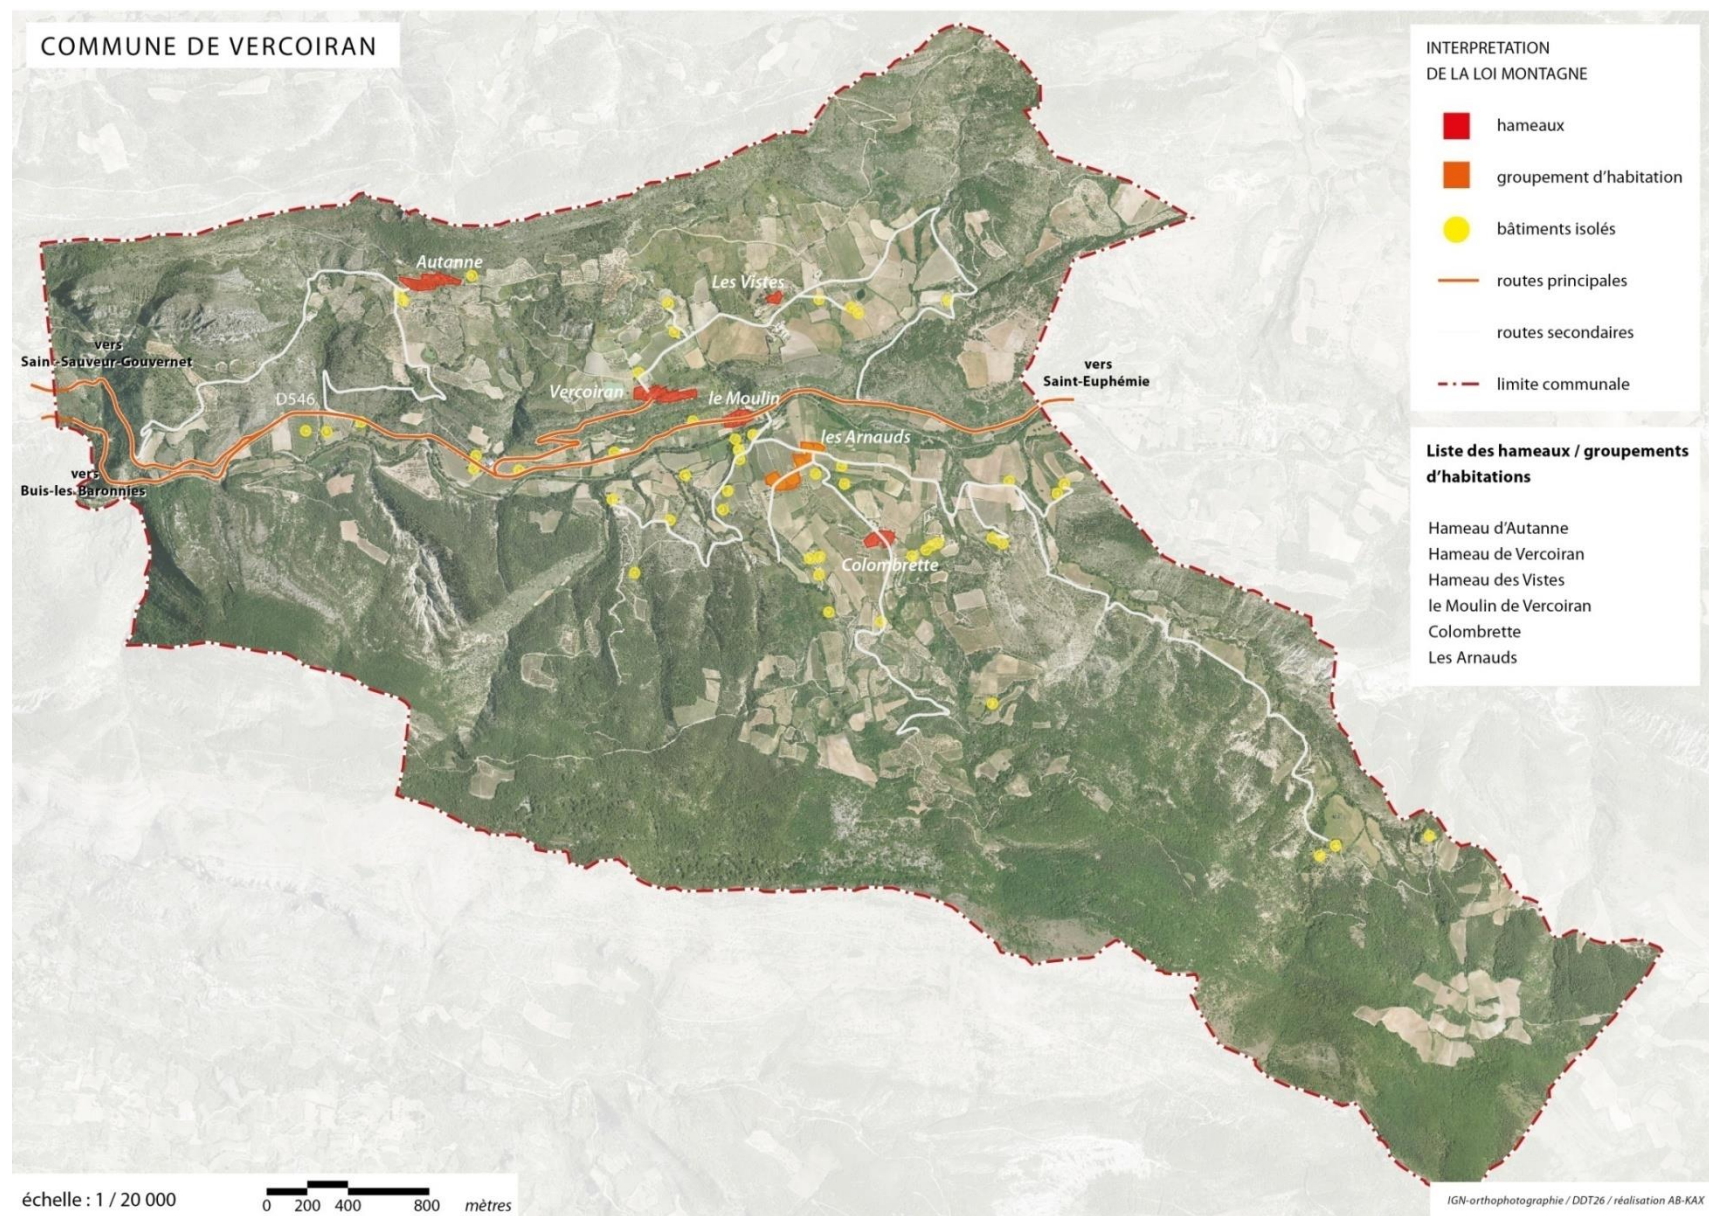 COMMUNE DE VERCOIRAN
INTERPRETATION
DE LA LOI MONTAGNE
hameaux
groupement d'habitation
bâtiments isolés
routes principales
routes secondaires
limite communale
Liste des hameaux / groupements
d'habitations
Hameau d'Autanne
Hameau de Vercoiran
Hameau des Vistes
le Moulin de Vercoiran
Colombrette
Les Arnauds
Autanne
Les Vistes
vers
Saint-Sauveur-Gouvernet
vers
Saint-Euphémie
Vercoiran
le Moulin
D546
les Arnauds
vers
Buis-les Baronnies
Colombrette
échelle : 1 / 20 000
0 200 400 800 mètres
IGN-orthophotographie / DDT26 / réalisation AB-KAX